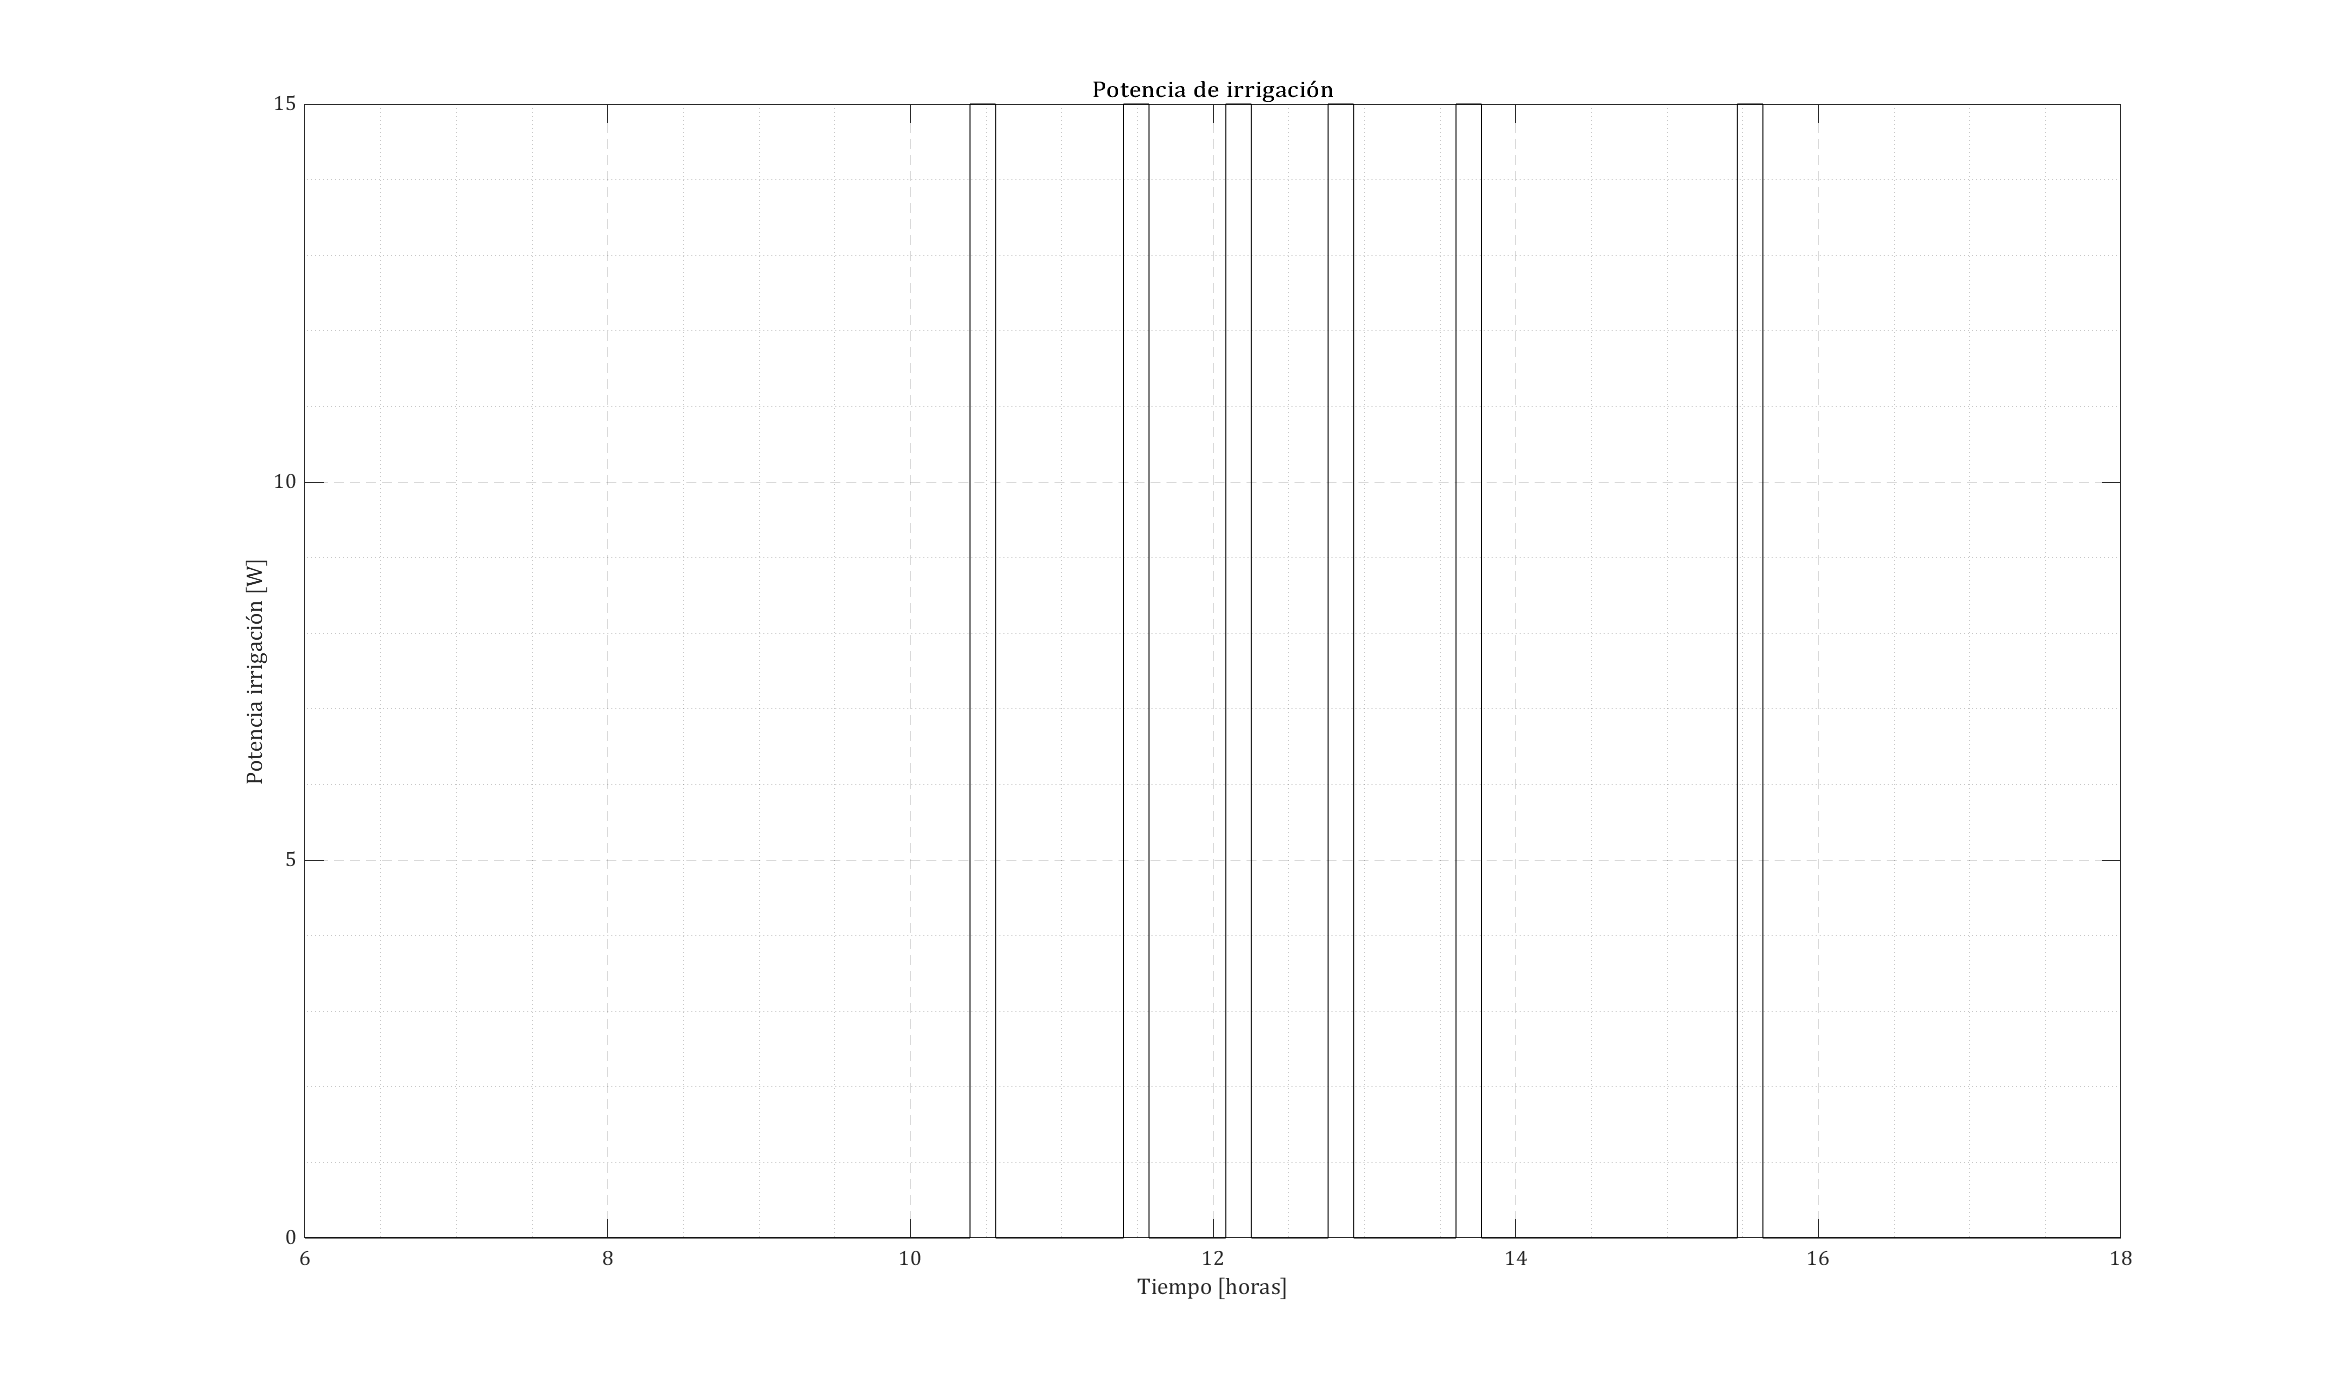 Potencia de irrigación
15
10
5
0
Potencia irrigación [W]
6 8 10 12 14 16 18
Tiempo [horas]